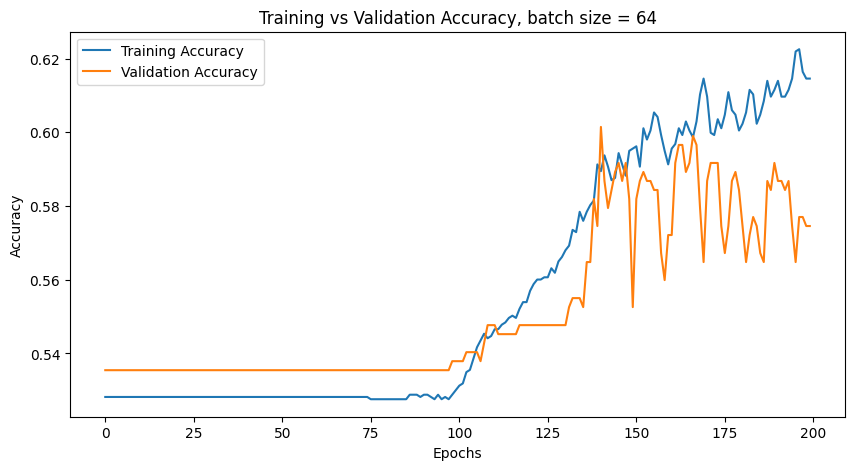 Training vs Validation Accuracy, batch size = 64
Training Accuracy
Validation Accuracy
0.62
0.60
0.58
0.56
0.54
Accuracy
0 25 50 75 100 125 150 175 200
Epochs